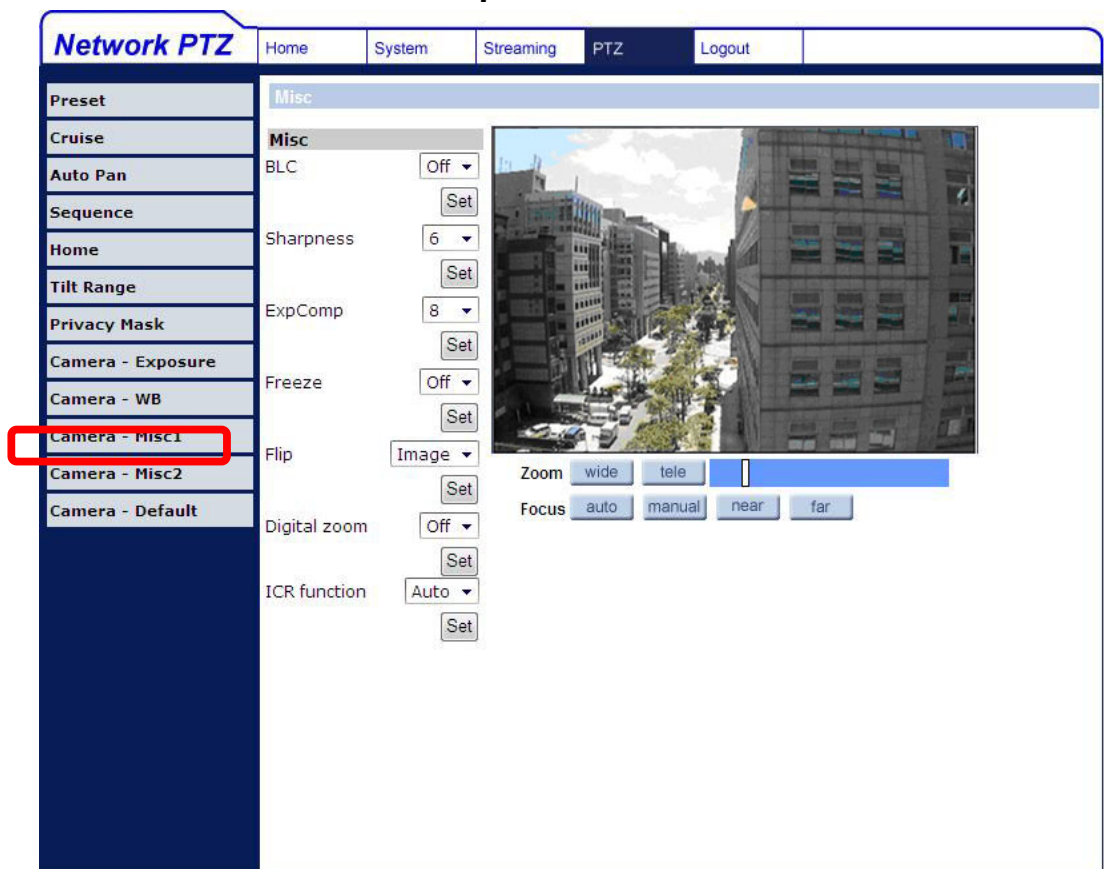 Network PTZ
Home
System
Streaming
PTZ
Logout
Preset
Cruise
Auto Pan
Sequence
Home
Tilt Range
Privacy Mask
Camera - Exposure
Camera - WB
Camera - Misc1
Camera - Misc2
Camera - Default
Misc
Misc
BLC Off
Set
Sharpness 6
Set
ExpComp 8
Set
Freeze Off
Set
Flip Image
Set
Digital zoom Off
Set
ICR function Auto
Set
Zoom wide tele
Focus auto manual near far